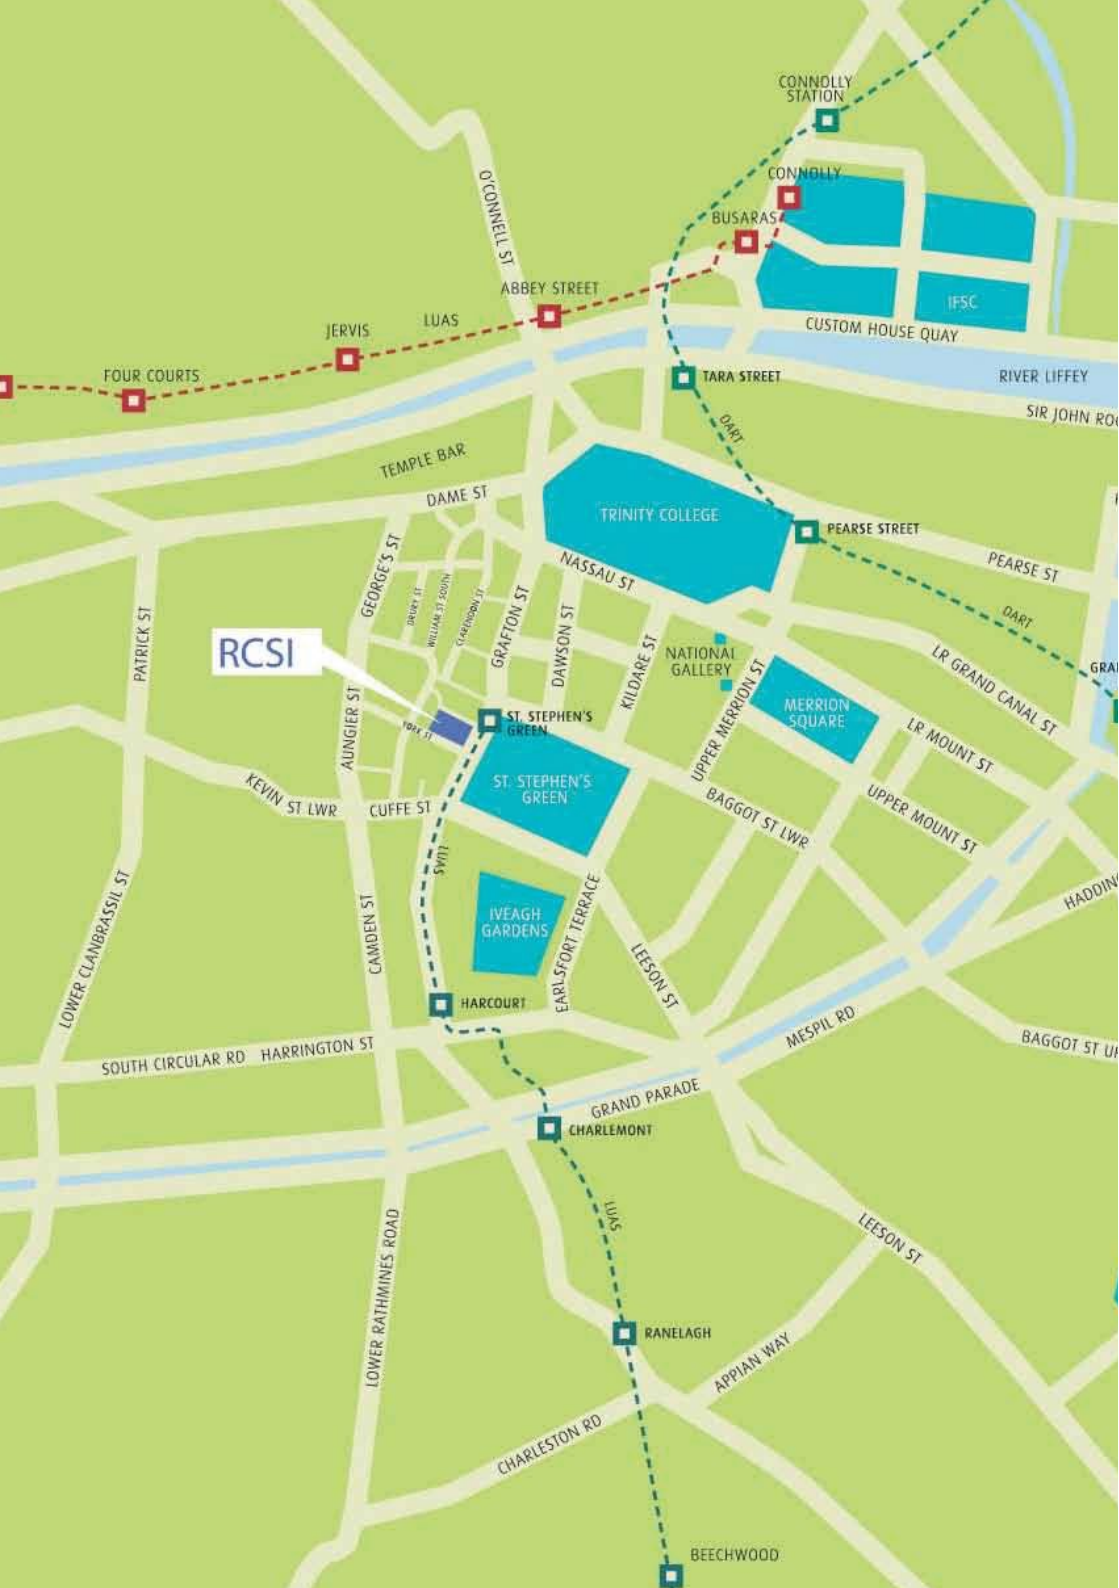 CONNOLLY
STATION
CONNOLLY
O'CONNELL ST
BUSARAS
ABBEY STREET
IFSC
LUAS
JERVIS
CUSTOM HOUSE QUAY
FOUR COURTS
TARA STREET
RIVER LIFFEY
SIR JOHN RO
DART
TEMPLE BAR
DAME ST
TRINITY COLLEGE
PEARSE STREET
PEARSE ST
NASSAU ST
GEORGE'S ST
DRURY ST
WILLIAM ST SOUTH
CLARENDON ST
GRAFTON ST
DAWSON ST
KILDARE ST
DART
PATRICK ST
RCSI
NATIONAL
GALLERY
LR GRAND CANAL ST
GRA
UPPER MERRION ST
MERRION
SQUARE
AUNGIER ST
YORK ST
ST. STEPHEN'S
GREEN
LR MOUNT ST
ST. STEPHEN'S
GREEN
KEVIN ST LWR
CUFFE ST
BAGGOT ST LWR
UPPER MOUNT ST
LUAS
HADDIN
LOWER CLANBRASSIL ST
CAMDEN ST
IVEAGH
GARDENS
EARLSFORT TERRACE
LEESON ST
HARCOURT
MESPIL RD
BAGGOT ST UP
SOUTH CIRCULAR RD
HARRINGTON ST
GRAND PARADE
CHARLEMONT
LUAS
LEESON ST
LOWER RATHMINES ROAD
RANELAGH
APPIAN WAY
CHARLESTON RD
BEECHWOOD